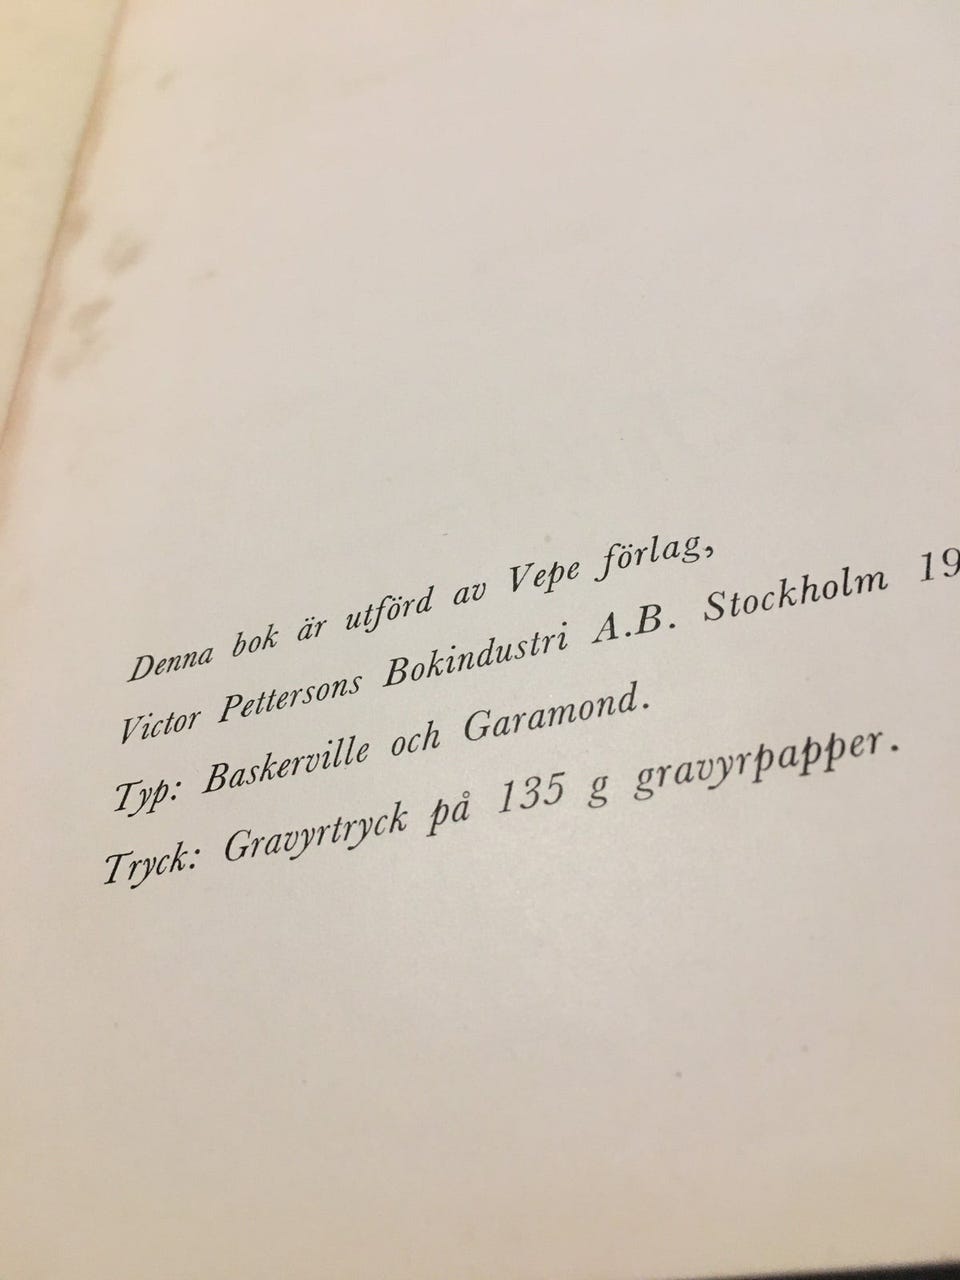 Denna bok är utförd av Vepe förlag,
Victor Pettersons Bokindustri A.B. Stockholm 19
Typ: Baskerville och Garamond.
Tryck: Gravyrtryck på 135 g gravyrpapper.